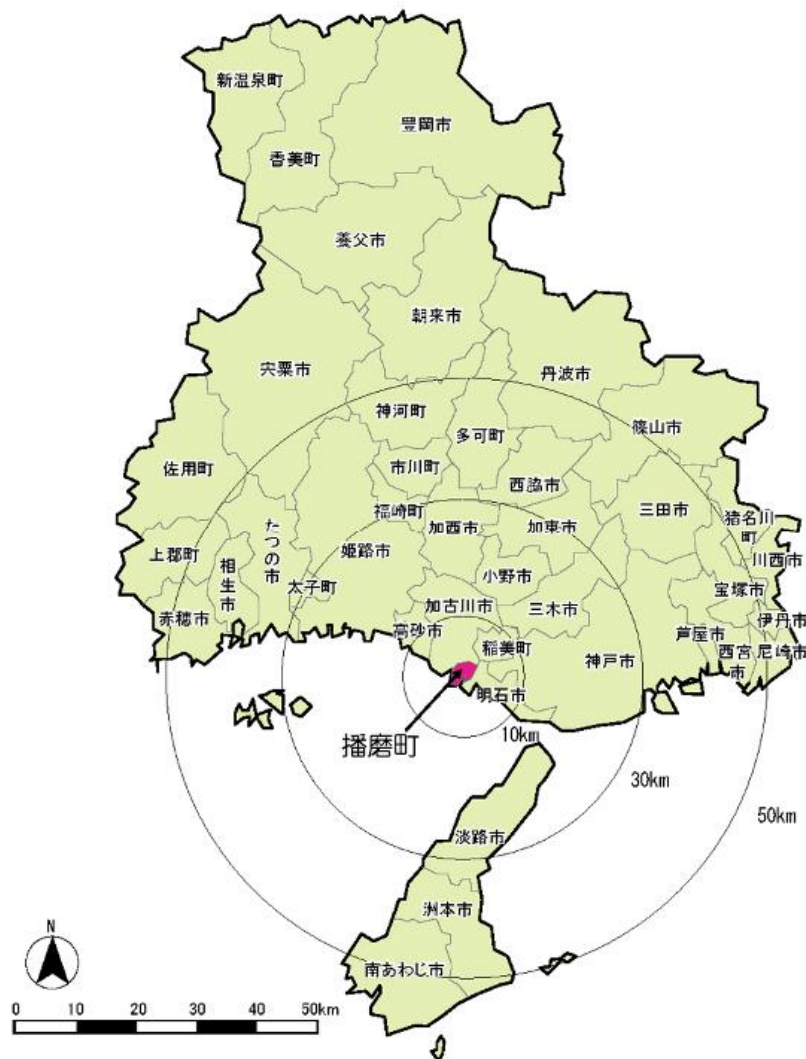 新温泉町
豊岡市
香美町
養父市
朝来市
宍粟市
丹波市
神河町
多可町
篠山市
佐用町
市川町
西脇市
三田市
猪名川
町
福崎町
加西市
加東市
たつの市
姫路市
上郡町
川西市
相生市
太子町
小野市
宝塚市
赤穂市
加古川市
三木市
伊丹市
高砂市
芦屋市
稲美町
神戸市
西宮
市
尼崎市
明石市
播磨町
10km
30km
50km
淡路市
洲本市
南あわじ市
N
0 10 20 30 40 50km